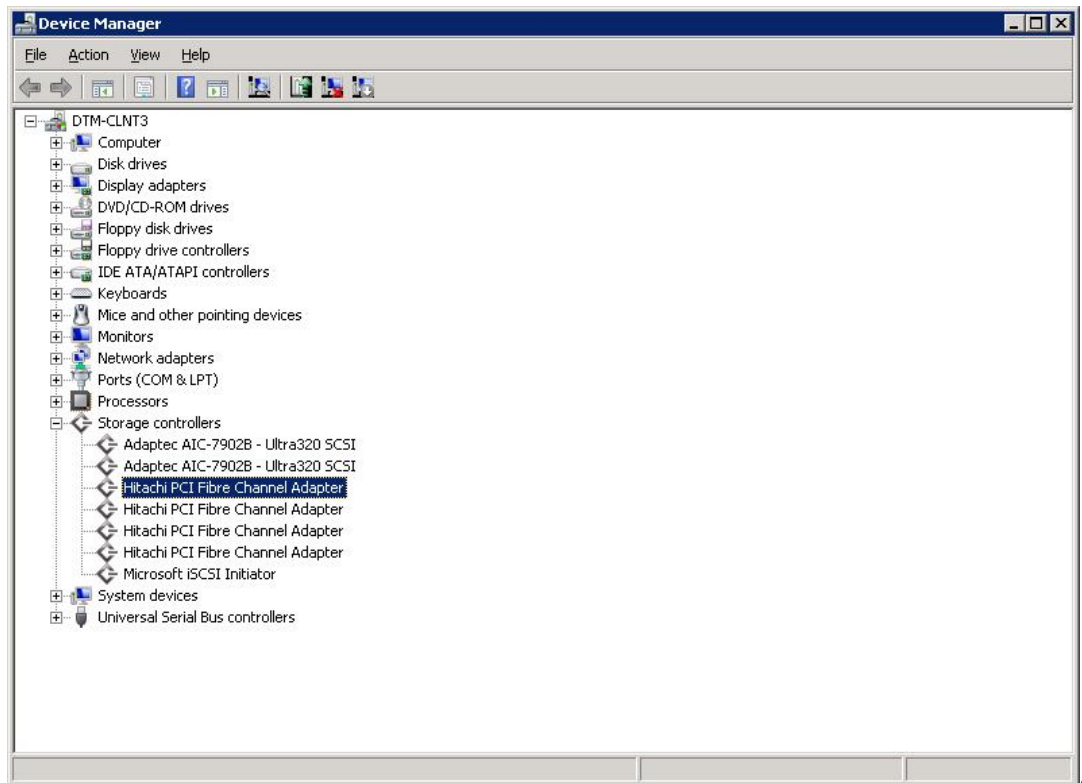 Device Manager
File Action View Help
DTM-CLNT3
Computer
Disk drives
Display adapters
DVD/CD-ROM drives
Floppy disk drives
Floppy drive controllers
IDE ATA/ATAPI controllers
Keyboards
Mice and other pointing devices
Monitors
Network adapters
Ports (COM & LPT)
Processors
Storage controllers
Adaptec AIC-7902B - Ultra320 SCSI
Adaptec AIC-7902B - Ultra320 SCSI
Hitachi PCI Fibre Channel Adapter
Hitachi PCI Fibre Channel Adapter
Hitachi PCI Fibre Channel Adapter
Hitachi PCI Fibre Channel Adapter
Microsoft iSCSI Initiator
System devices
Universal Serial Bus controllers